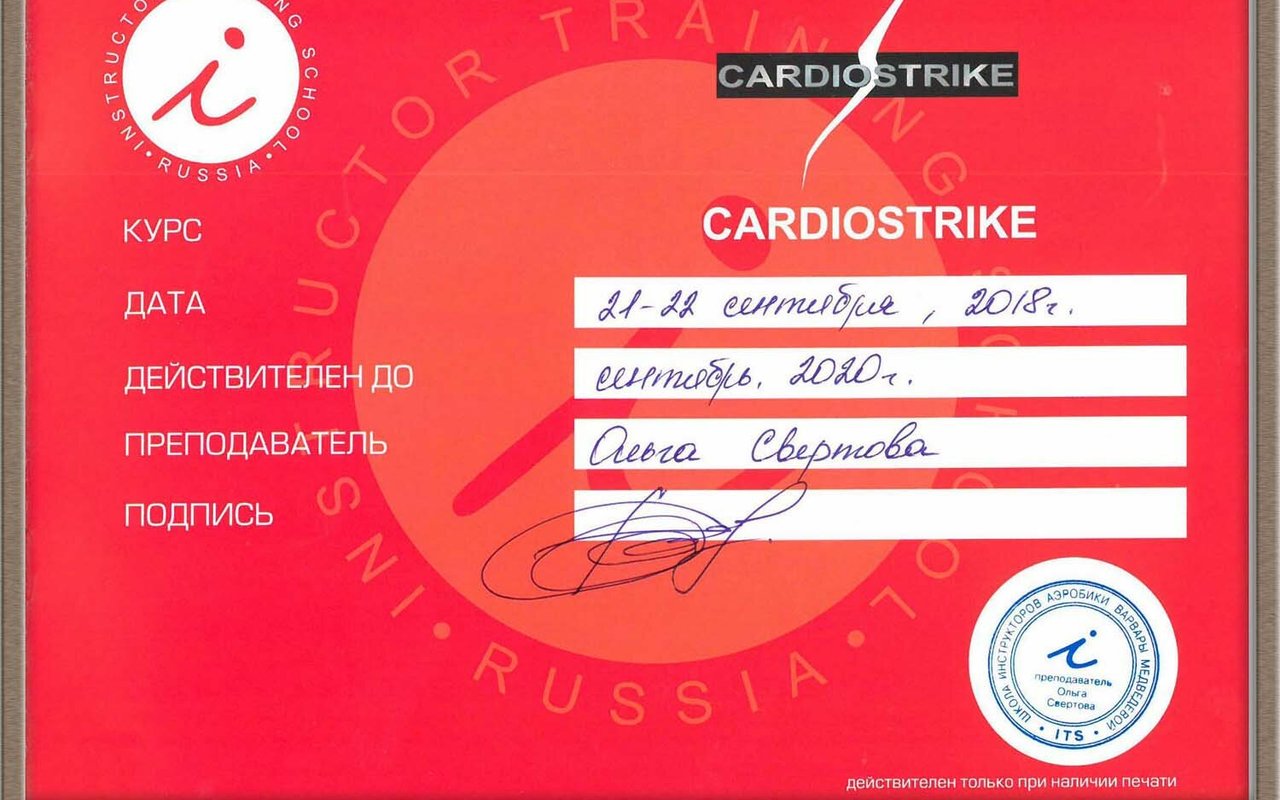 INSTRUCTOR TRAINING SCHOOL
• RUSSIA •
INSTRUCTOR TRAINING SCHOOL
• RUSSIA •
CARDIOSTRIKE
КУРС
CARDIOSTRIKE
ДАТА
21-22 сентября, 2018г.
ДЕЙСТВИТЕЛЕН ДО
сентябрь. 2020г.
ПРЕПОДАВАТЕЛЬ
Ольга Свертова
ПОДПИСЬ
ШКОЛА ИНСТРУКТОРОВ АЭРОБИКИ ВАРВАРЫ МЕДВЕДЕВОЙ
преподаватель
Ольга
Свертова
• ITS •
действителен только при наличии печати